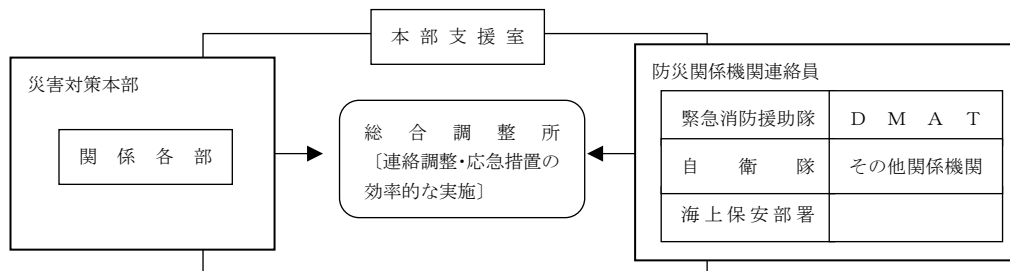 本部支援室
災害対策本部
関係各部
総合調整所
〔連絡調整・応急措置の
効率的な実施〕
防災関係機関連絡員
緊急消防援助隊 DMAT
自衛隊 その他関係機関
海上保安部署